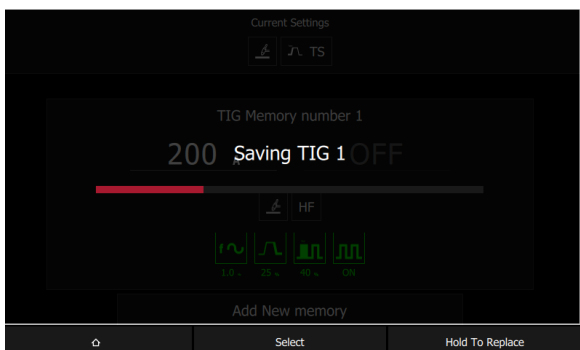 Current Settings
TS
TIG Memory number 1
200 A OFF
Saving TIG 1
HF
1.0 25 40 ON
Add New memory
Select Hold To Replace